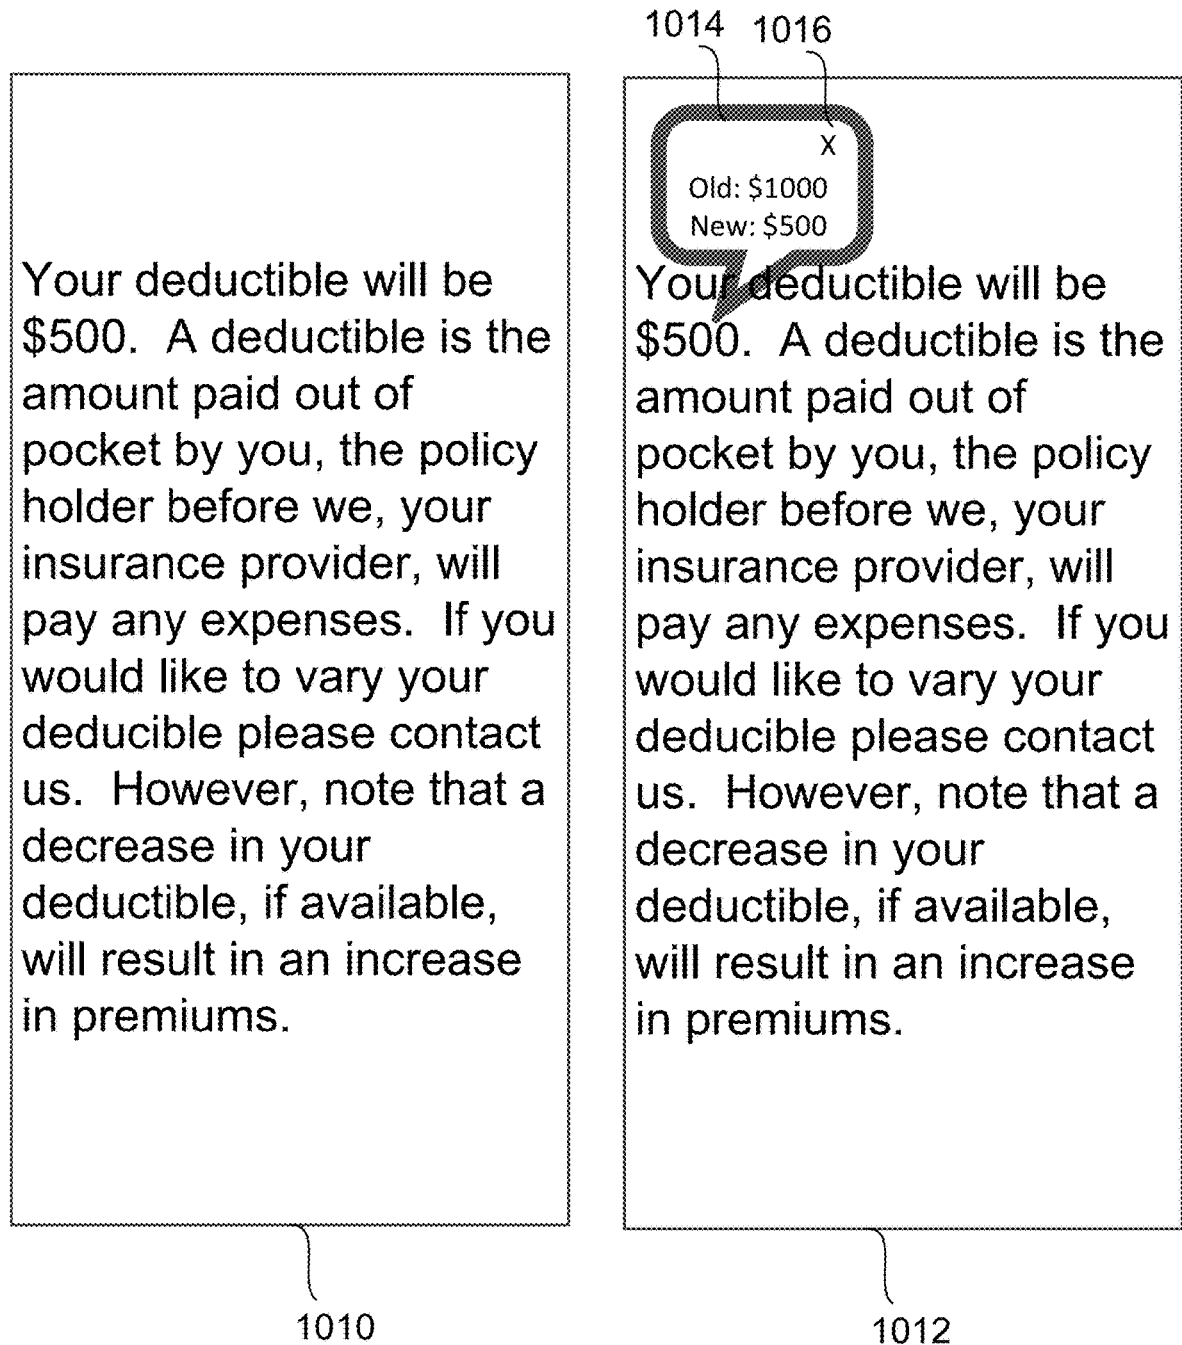 1014 1016
X
Old: $1000
New: $500
Your deductible will be
$500.  A deductible is the
amount paid out of
pocket by you, the policy
holder before we, your
insurance provider, will
pay any expenses.  If you
would like to vary your
deducible please contact
us.  However, note that a
decrease in your
deductible, if available,
will result in an increase
in premiums.
1010
Your deductible will be
$500.  A deductible is the
amount paid out of
pocket by you, the policy
holder before we, your
insurance provider, will
pay any expenses.  If you
would like to vary your
deducible please contact
us.  However, note that a
decrease in your
deductible, if available,
will result in an increase
in premiums.
1012